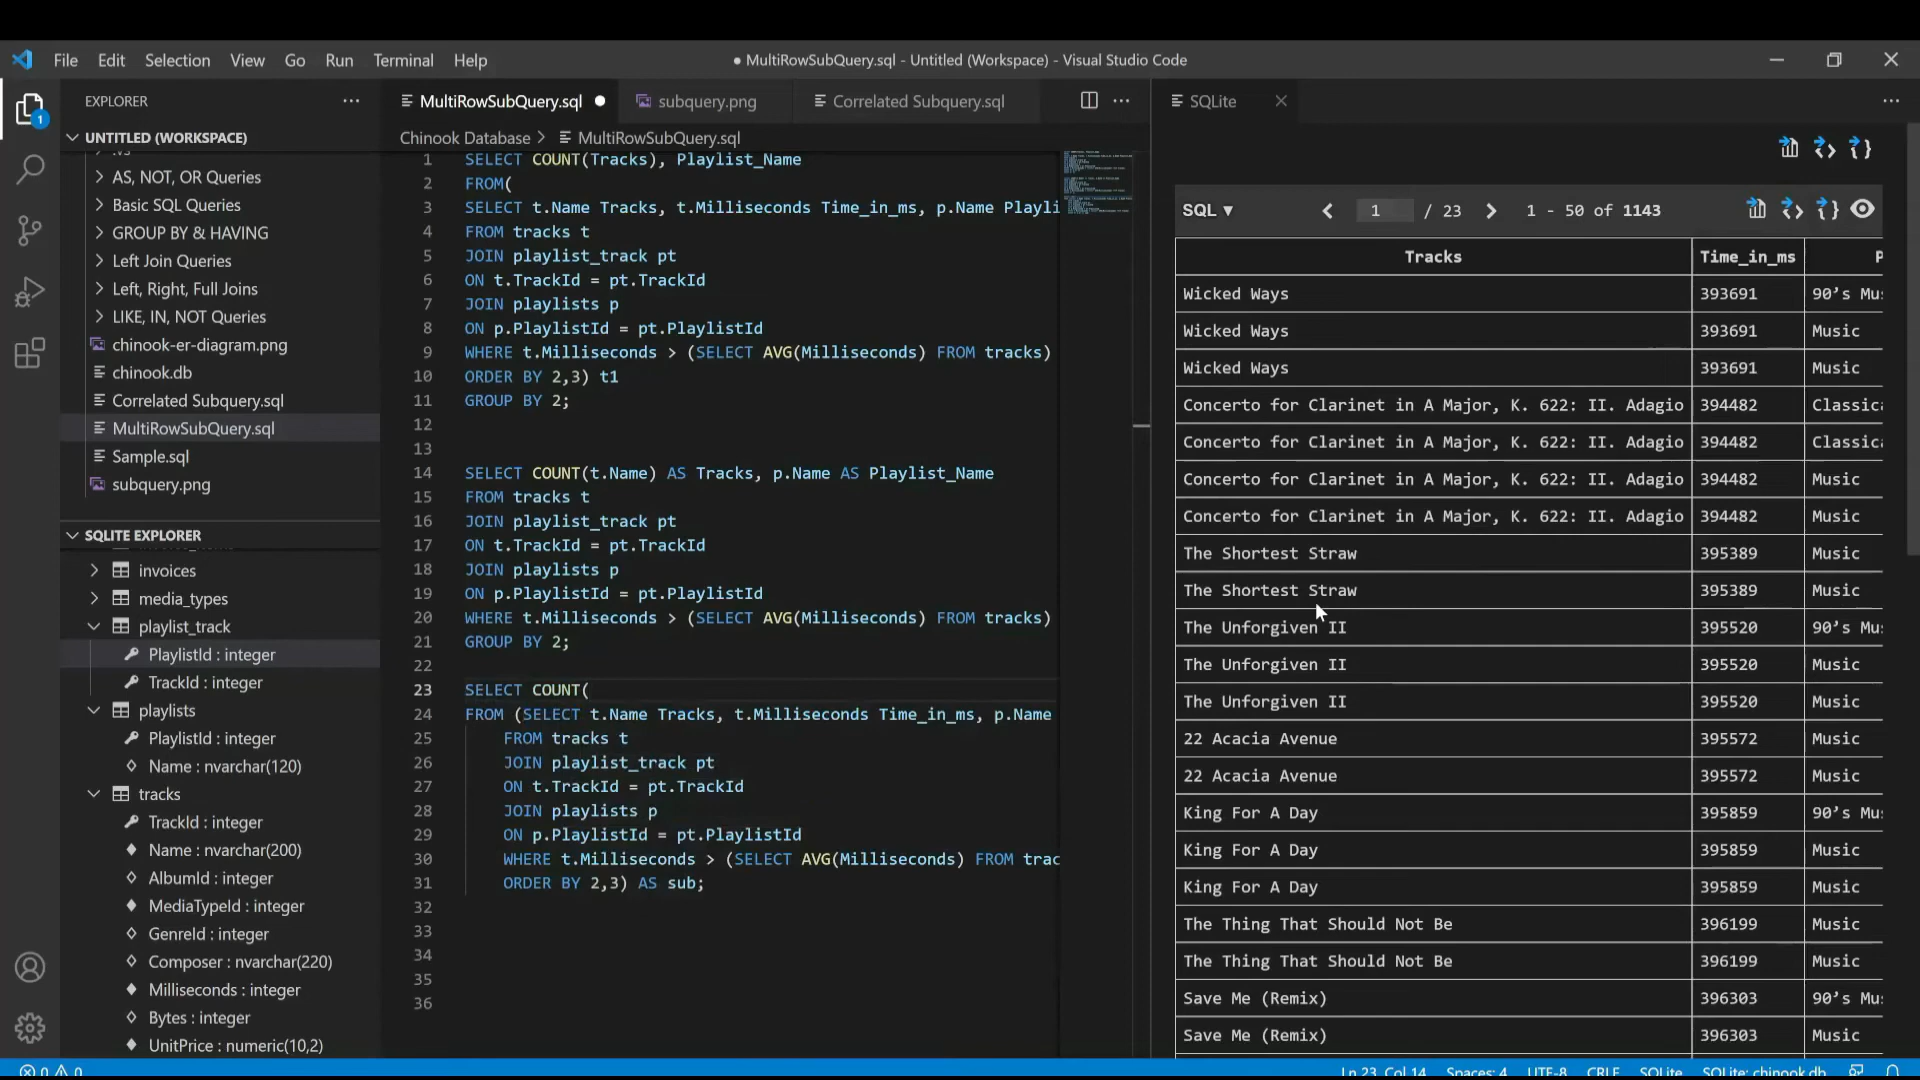 File Edit Selection View Go Run Terminal Help
● MultiRowSubQuery.sql - Untitled (Workspace) - Visual Studio Code
EXPLORER
1
UNTITLED (WORKSPACE)
AS, NOT, OR Queries
Basic SQL Queries
GROUP BY & HAVING
Left Join Queries
Left, Right, Full Joins
LIKE, IN, NOT Queries
chinook-er-diagram.png
chinook.db
Correlated Subquery.sql
MultiRowSubQuery.sql
Sample.sql
subquery.png
SQLITE EXPLORER
invoices
media_types
playlist_track
PlaylistId : integer
TrackId : integer
playlists
PlaylistId : integer
Name : nvarchar(120)
tracks
TrackId : integer
Name : nvarchar(200)
AlbumId : integer
MediaTypeId : integer
GenreId : integer
Composer : nvarchar(220)
Milliseconds : integer
Bytes : integer
UnitPrice : numeric(10,2)
MultiRowSubQuery.sql ● subquery.png Correlated Subquery.sql
Chinook Database > MultiRowSubQuery.sql
1 SELECT COUNT(Tracks), Playlist_Name
2 FROM(
3 SELECT t.Name Tracks, t.Milliseconds Time_in_ms, p.Name Playli
4 FROM tracks t
5 JOIN playlist_track pt
6 ON t.TrackId = pt.TrackId
7 JOIN playlists p
8 ON p.PlaylistId = pt.PlaylistId
9 WHERE t.Milliseconds > (SELECT AVG(Milliseconds) FROM tracks)
10 ORDER BY 2,3) t1
11 GROUP BY 2;
12
13
14 SELECT COUNT(t.Name) AS Tracks, p.Name AS Playlist_Name
15 FROM tracks t
16 JOIN playlist_track pt
17 ON t.TrackId = pt.TrackId
18 JOIN playlists p
19 ON p.PlaylistId = pt.PlaylistId
20 WHERE t.Milliseconds > (SELECT AVG(Milliseconds) FROM tracks)
21 GROUP BY 2;
22
23 SELECT COUNT(
24 FROM (SELECT t.Name Tracks, t.Milliseconds Time_in_ms, p.Name
25 FROM tracks t
26 JOIN playlist_track pt
27 ON t.TrackId = pt.TrackId
28 JOIN playlists p
29 ON p.PlaylistId = pt.PlaylistId
30 WHERE t.Milliseconds > (SELECT AVG(Milliseconds) FROM trac
31 ORDER BY 2,3) AS sub;
32
33
34
35
36
SQLite
SQL ▼ < 1 / 23 > 1 - 50 of 1143
Tracks Time_in_ms P
Wicked Ways 393691 90's Mu
Wicked Ways 393691 Music
Wicked Ways 393691 Music
Concerto for Clarinet in A Major, K. 622: II. Adagio 394482 Classic
Concerto for Clarinet in A Major, K. 622: II. Adagio 394482 Classic
Concerto for Clarinet in A Major, K. 622: II. Adagio 394482 Music
Concerto for Clarinet in A Major, K. 622: II. Adagio 394482 Music
The Shortest Straw 395389 Music
The Shortest Straw 395389 Music
The Unforgiven II 395520 90's Mu
The Unforgiven II 395520 Music
The Unforgiven II 395520 Music
22 Acacia Avenue 395572 Music
22 Acacia Avenue 395572 Music
King For A Day 395859 90's Mu
King For A Day 395859 Music
King For A Day 395859 Music
The Thing That Should Not Be 396199 Music
The Thing That Should Not Be 396199 Music
Save Me (Remix) 396303 90's Mu
Save Me (Remix) 396303 Music
0 0 Ln 23, Col 14 Spaces: 4 UTF-8 CRLF SQLite SQLite: chinook.db